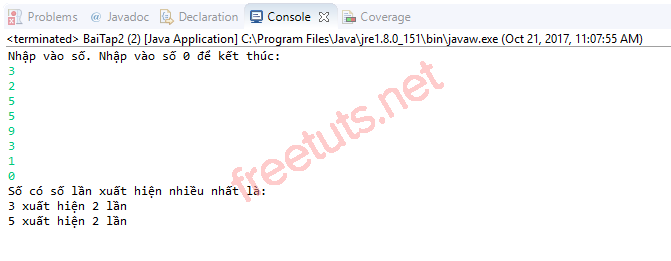 Problems @ Javadoc Declaration Console Coverage
<terminated> BaiTap2 (2) [Java Application] C:\Program Files\Java\jre1.8.0_151\bin\javaw.exe (Oct 21, 2017, 11:07:55 AM)
Nhập vào số. Nhập vào số 0 để kết thúc:
3
2
5
5
9
3
1
0
Số có số lần xuất hiện nhiều nhất là:
3 xuất hiện 2 lần
5 xuất hiện 2 lần
freetuts.net